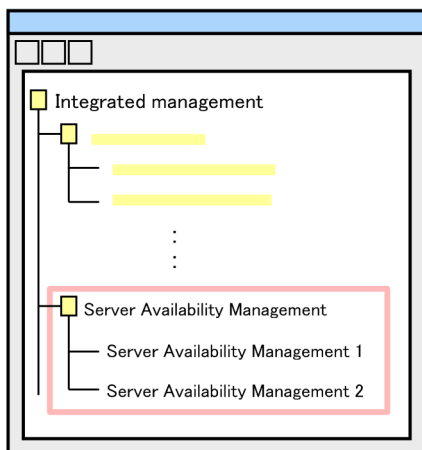 Integrated management
Server Availability Management
Server Availability Management 1
Server Availability Management 2